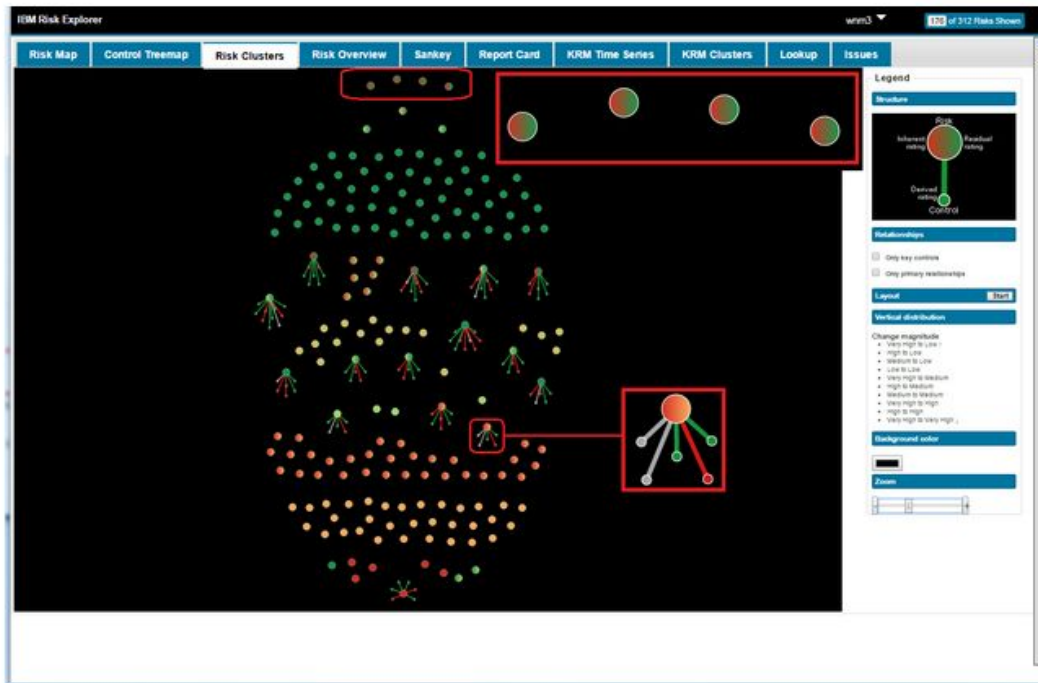 IBM Risk Explorer
wnm3
176 of 312 Risks Shown
Risk Map
Control Treemap
Risk Clusters
Risk Overview
Sankey
Report Card
KRM Time Series
KRM Clusters
Lookup
Issues
Legend
Structure
Risk
Inherent rating
Residual rating
Derived rating
Control
Relationships
Only key controls
Only primary relationships
Layout
Start
Vertical distribution
Change magnitude
Very High to Low
High to Low
Medium to Low
Low to Low
Very High to Medium
High to Medium
Medium to Medium
Very High to High
High to High
Very High to Very High
Background color
Zoom